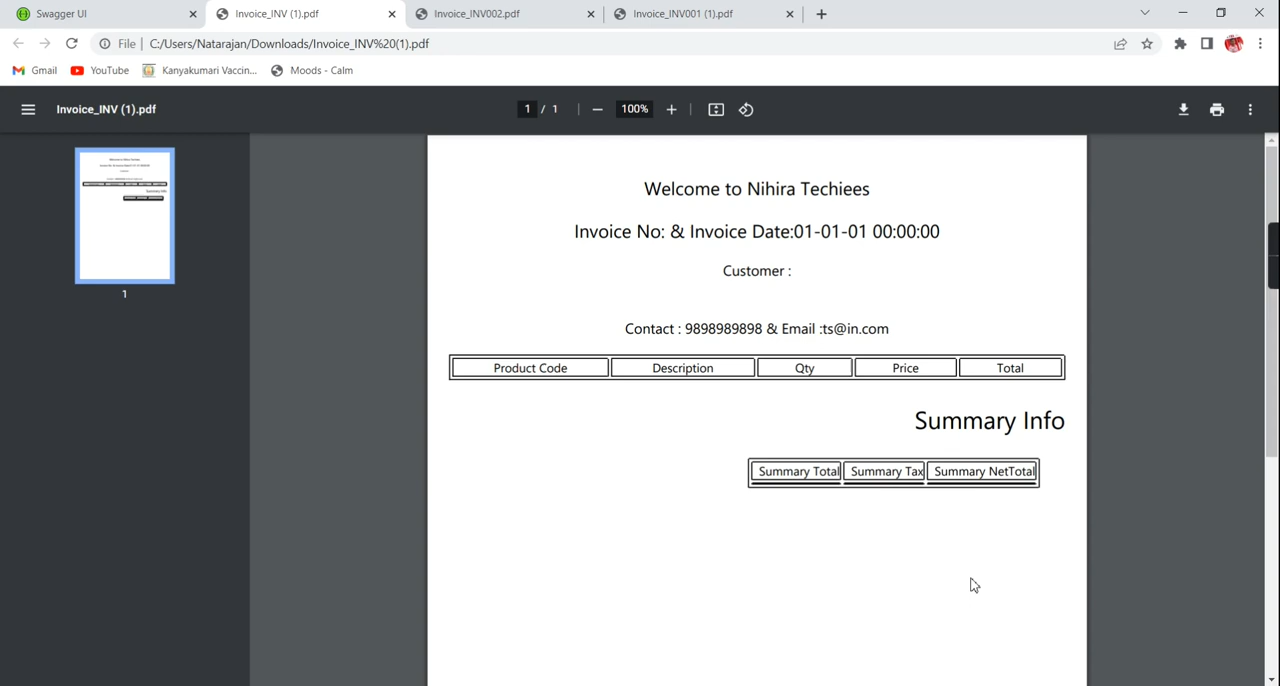 Swagger UI
Invoice_INV (1).pdf
Invoice_INV002.pdf
Invoice_INV001 (1).pdf
File
C:/Users/Natarajan/Downloads/Invoice_INV%20(1).pdf
Gmail
YouTube
Kanyakumari Vaccin...
Moods - Calm
Invoice_INV (1).pdf
1 / 1
100%
Welcome to Nihira Techiees
Invoice No: & Invoice Date:01-01-01 00:00:00
Customer :
Contact : 9898989898 & Email :ts@in.com
Product Code Description Qty Price Total
Summary Info
Summary Total Summary Tax Summary NetTotal
1